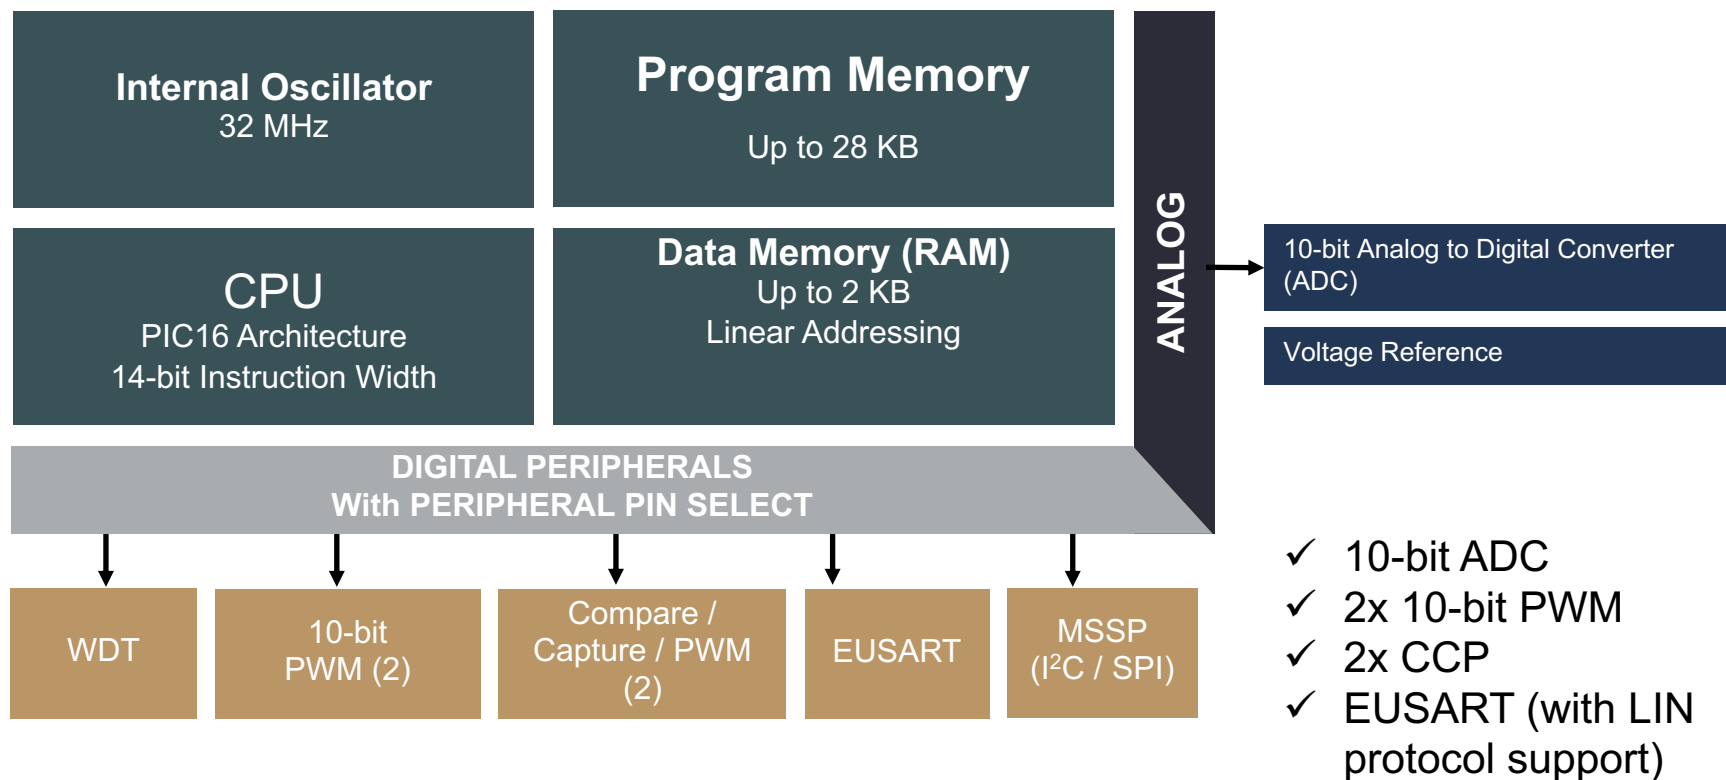 Internal Oscillator
32 MHz
Program Memory
Up to 28 KB
CPU
PIC16 Architecture
14-bit Instruction Width
Data Memory (RAM)
Up to 2 KB
Linear Addressing
ANALOG
10-bit Analog to Digital Converter
(ADC)
Voltage Reference
DIGITAL PERIPHERALS
With PERIPHERAL PIN SELECT
WDT
10-bit
PWM (2)
Compare /
Capture / PWM
(2)
EUSART
MSSP
(I²C / SPI)
✓ 10-bit ADC
✓ 2x 10-bit PWM
✓ 2x CCP
✓ EUSART (with LIN
protocol support)